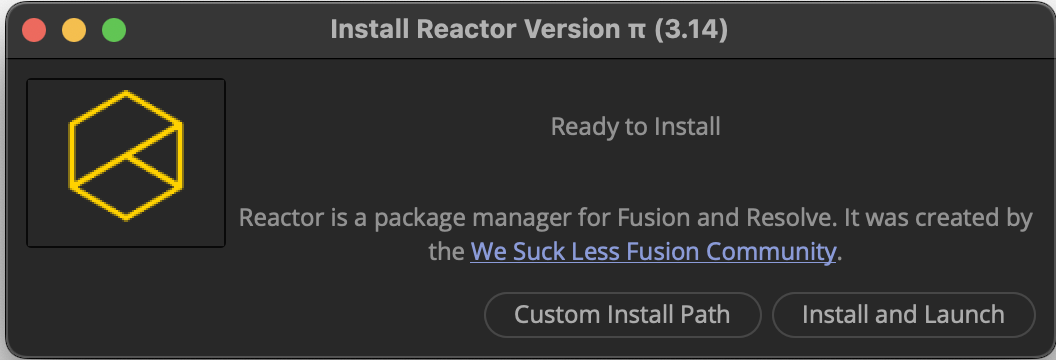 Install Reactor Version π (3.14)
Ready to Install
Reactor is a package manager for Fusion and Resolve. It was created by
the We Suck Less Fusion Community.
Custom Install Path
Install and Launch